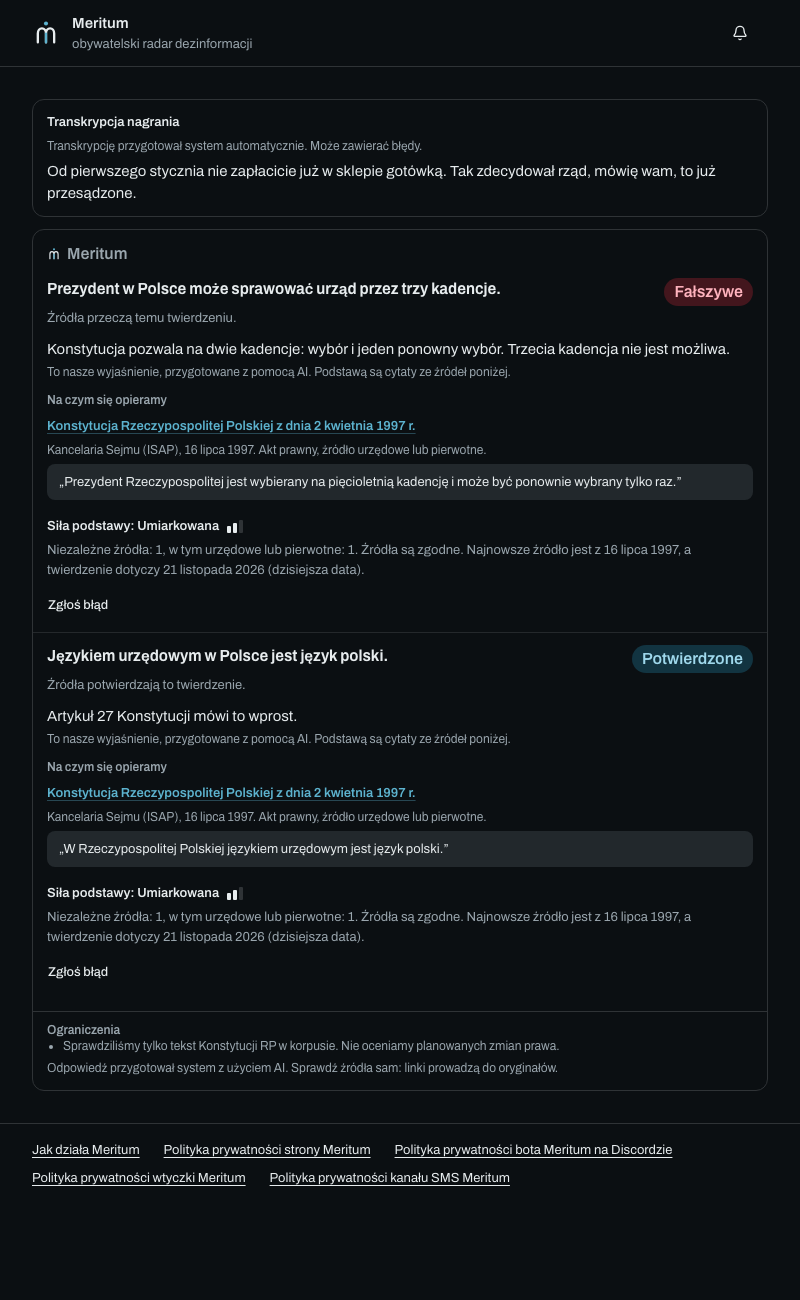 Meritum
obywatelski radar dezinformacji
Transkrypcja nagrania
Transkrypcję przygotował system automatycznie. Może zawierać błędy.
Od pierwszego stycznia nie zapłacicie już w sklepie gotówką. Tak zdecydował rząd, mówię wam, to już
przesądzone.
Meritum
Prezydent w Polsce może sprawować urząd przez trzy kadencje.
Fałszywe
Źródła przeczą temu twierdzeniu.
Konstytucja pozwala na dwie kadencje: wybór i jeden ponowny wybór. Trzecia kadencja nie jest możliwa.
To nasze wyjaśnienie, przygotowane z pomocą AI. Podstawą są cytaty ze źródeł poniżej.
Na czym się opieramy
Konstytucja Rzeczypospolitej Polskiej z dnia 2 kwietnia 1997 r.
Kancelaria Sejmu (ISAP), 16 lipca 1997. Akt prawny, źródło urzędowe lub pierwotne.
„Prezydent Rzeczypospolitej jest wybierany na pięcioletnią kadencję i może być ponownie wybrany tylko raz.”
Siła podstawy: Umiarkowana
Niezależne źródła: 1, w tym urzędowe lub pierwotne: 1. Źródła są zgodne. Najnowsze źródło jest z 16 lipca 1997, a
twierdzenie dotyczy 21 listopada 2026 (dzisiejsza data).
Zgłoś błąd
Językiem urzędowym w Polsce jest język polski.
Potwierdzone
Źródła potwierdzają to twierdzenie.
Artykuł 27 Konstytucji mówi to wprost.
To nasze wyjaśnienie, przygotowane z pomocą AI. Podstawą są cytaty ze źródeł poniżej.
Na czym się opieramy
Konstytucja Rzeczypospolitej Polskiej z dnia 2 kwietnia 1997 r.
Kancelaria Sejmu (ISAP), 16 lipca 1997. Akt prawny, źródło urzędowe lub pierwotne.
„W Rzeczypospolitej Polskiej językiem urzędowym jest język polski.”
Siła podstawy: Umiarkowana
Niezależne źródła: 1, w tym urzędowe lub pierwotne: 1. Źródła są zgodne. Najnowsze źródło jest z 16 lipca 1997, a
twierdzenie dotyczy 21 listopada 2026 (dzisiejsza data).
Zgłoś błąd
Ograniczenia
• Sprawdziliśmy tylko tekst Konstytucji RP w korpusie. Nie oceniamy planowanych zmian prawa.
Odpowiedź przygotował system z użyciem AI. Sprawdź źródła sam: linki prowadzą do oryginałów.
Jak działa Meritum
Polityka prywatności strony Meritum
Polityka prywatności bota Meritum na Discordzie
Polityka prywatności wtyczki Meritum
Polityka prywatności kanału SMS Meritum